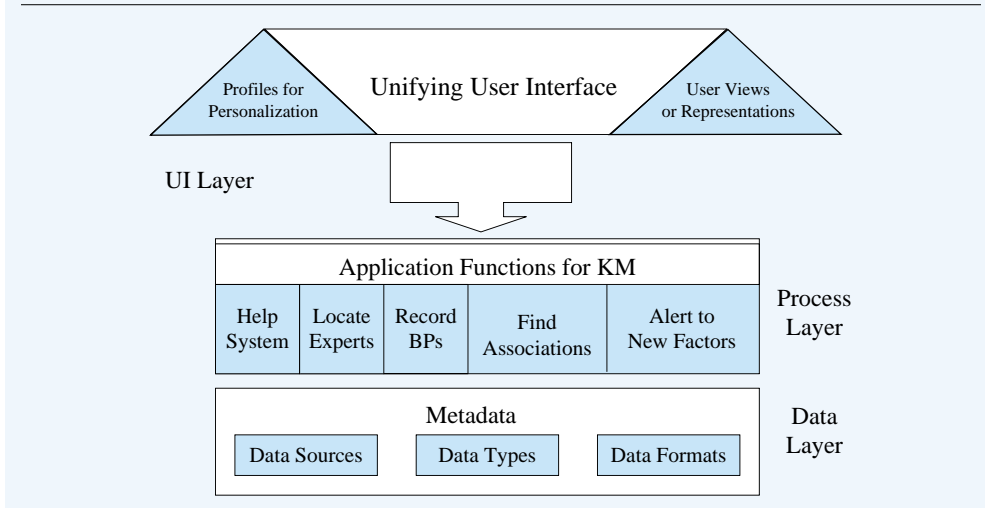 Profiles for
Personalization
Unifying User Interface
User Views
or Representations
UI Layer
Application Functions for KM
Help
System
Locate
Experts
Record
BPs
Find
Associations
Alert to
New Factors
Process
Layer
Metadata
Data Sources
Data Types
Data Formats
Data
Layer